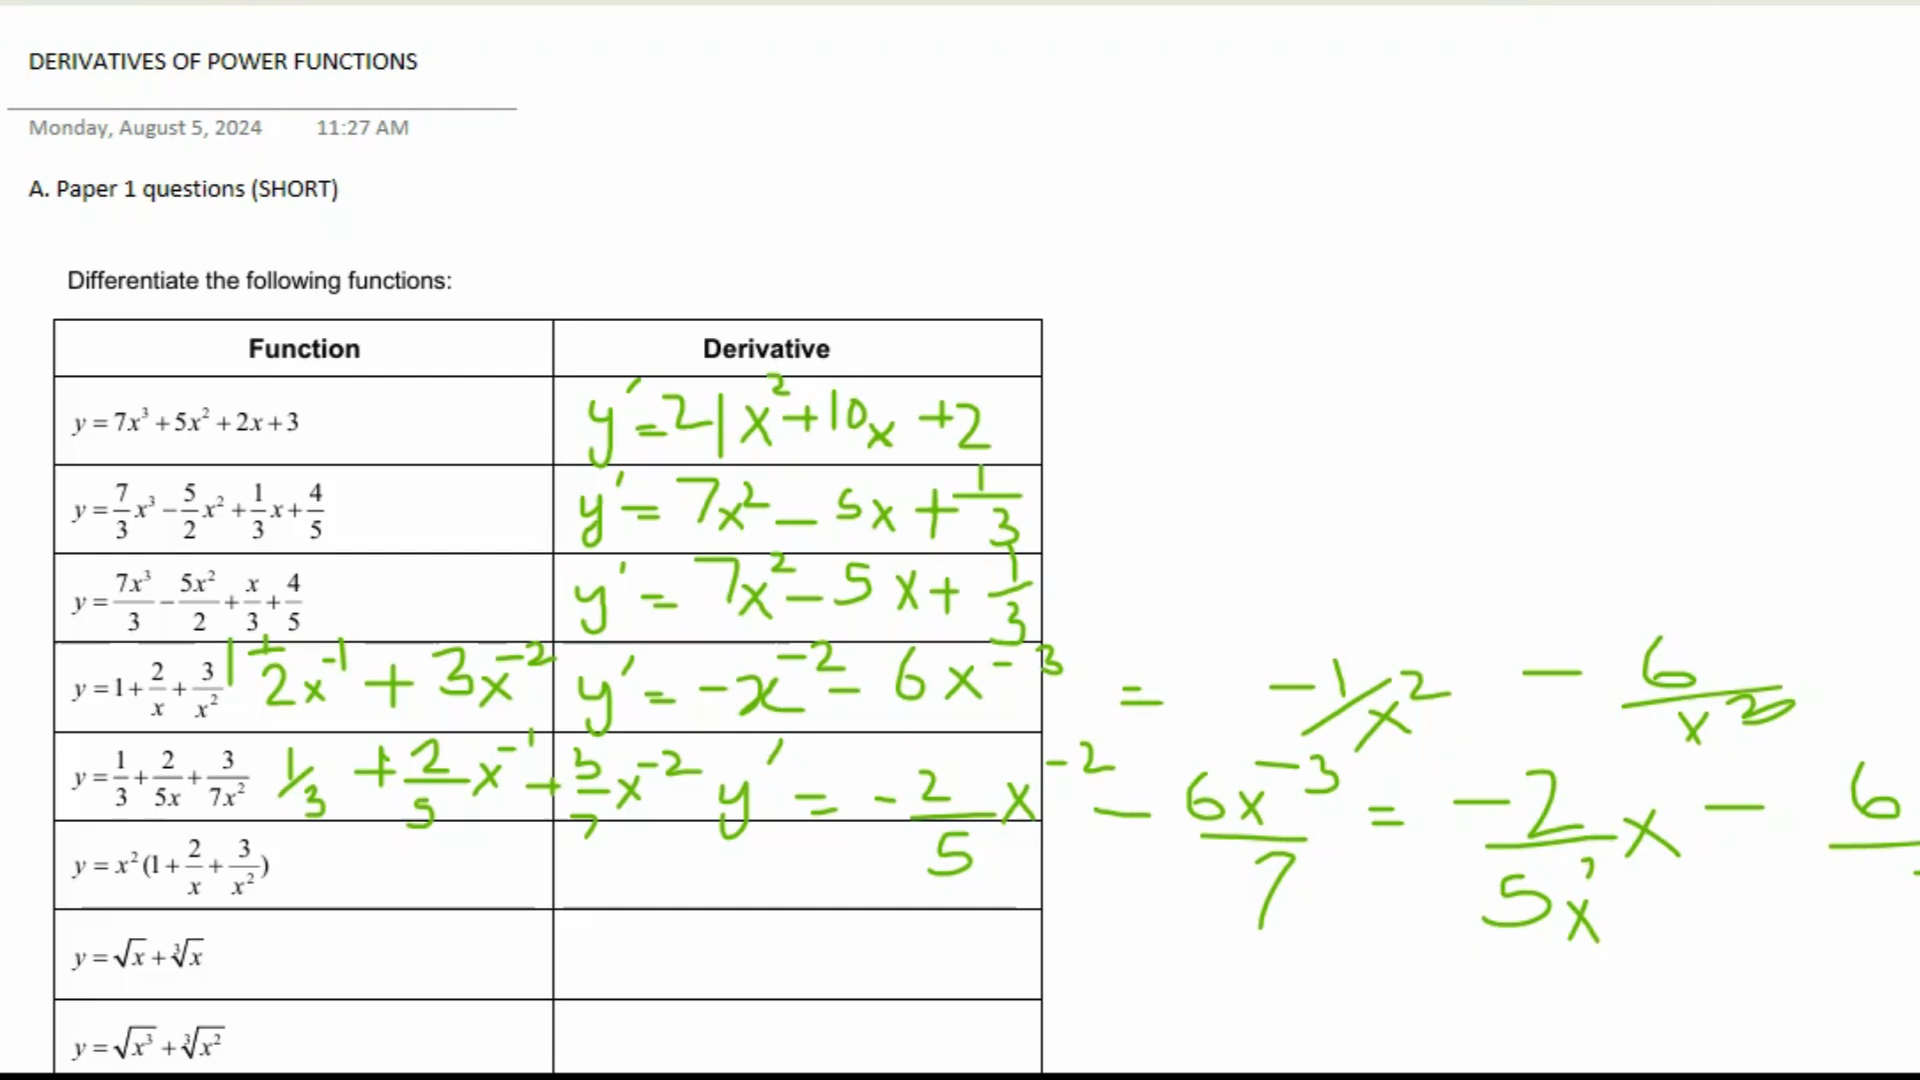 DERIVATIVES OF POWER FUNCTIONS
Monday, August 5, 2024 11:27 AM
A. Paper 1 questions (SHORT)
Differentiate the following functions:
Function Derivative
y = 7x³ + 5x² + 2x + 3 y' = 21x² + 10x + 2
y = 7/3 x³ − 5/2 x² + 1/3 x + 4/5 y' = 7x² − 5x + 1/3
y = 7x³/3 − 5x²/2 + x/3 + 4/5 y' = 7x² − 5x + 1/3
y = 1 + 2/x + 3/x² 1 + 2x⁻¹ + 3x⁻² y' = −x⁻² − 6x⁻³ = −1/x² − 6/x³
y = 1/3 + 2/5x + 3/7x² 1/3 + 2/5 x⁻¹ + 3/7 x⁻² y' = −2/5 x⁻² − 6x⁻³/7 = −2/5x x − 6
y = x²(1 + 2/x + 3/x²)
y = √x + ∛x
y = √x³ + ∛x²